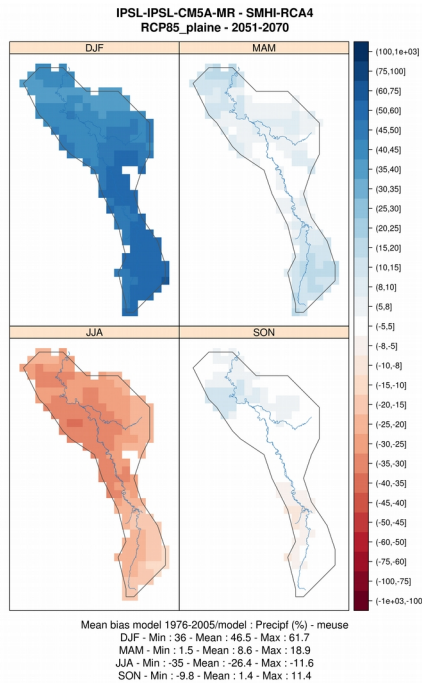 IPSL-IPSL-CM5A-MR - SMHI-RCA4
RCP85_plaine - 2051-2070
DJF
MAM
JJA
SON
(100,1e+03]
(75,100]
(60,75]
(50,60]
(45,50]
(40,45]
(35,40]
(30,35]
(25,30]
(20,25]
(15,20]
(10,15]
(8,10]
(5,8]
(-5,5]
(-8,-5]
(-10,-8]
(-15,-10]
(-20,-15]
(-25,-20]
(-30,-25]
(-35,-30]
(-40,-35]
(-45,-40]
(-50,-45]
(-60,-50]
(-75,-60]
(-100,-75]
(-1e+03,-100
Mean bias model 1976-2005/model : Precipf (%) - meuse
DJF - Min : 36 - Mean : 46.5 - Max : 61.7
MAM - Min : 1.5 - Mean : 8.6 - Max : 18.9
JJA - Min : -35 - Mean : -26.4 - Max : -11.6
SON - Min : -9.8 - Mean : 1.4 - Max : 11.4